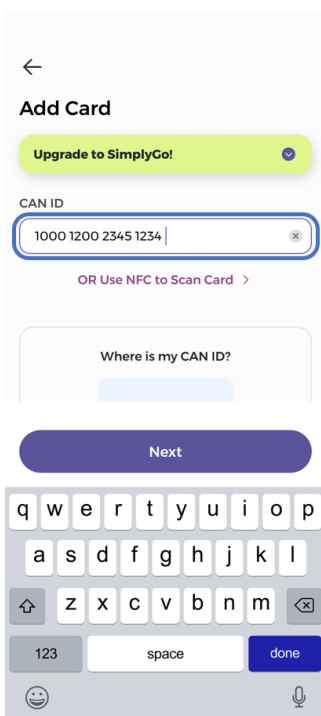 Add Card
Upgrade to SimplyGo!
CAN ID
1000 1200 2345 1234
OR Use NFC to Scan Card >
Where is my CAN ID?
Next
q w e r t y u i o p
a s d f g h j k l
z x c v b n m
123 space done